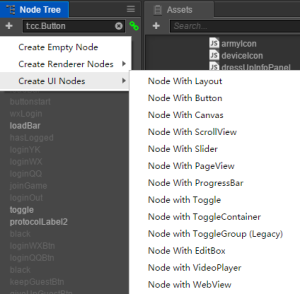 Node Tree
Assets
t:cc.Button
Search...
Create Empty Node
Create Renderer Nodes
Create UI Nodes
armyIcon
deviceIcon
dressUpInfoPanel
Node With Layout
Node With Button
Node With Canvas
Node With ScrollView
Node With Slider
Node With PageView
Node With ProgressBar
Node with Toggle
Node with ToggleContainer
Node with ToggleGroup (Legacy)
Node With EditBox
Node with VideoPlayer
Node with WebView
buttonstart
wxLogin
loadBar
hasLogged
loginYK
loginWX
loginQQ
joinGame
loginOut
toggle
protocolLabel2
black
loginWXBtn
loginQQBtn
black
keepGuestBtn